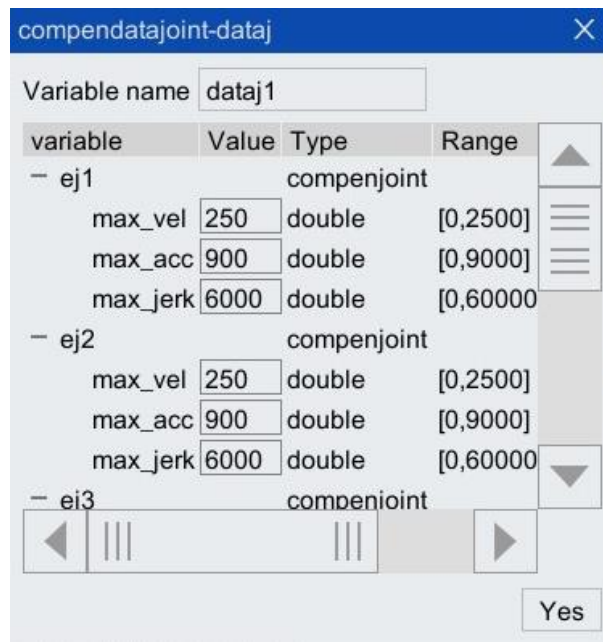 compendatajoint-dataj
Variable name dataj1
variable Value Type Range
ej1 compenjoint
max_vel 250 double [0,2500]
max_acc 900 double [0,9000]
max_jerk 6000 double [0,60000
ej2 compenjoint
max_vel 250 double [0,2500]
max_acc 900 double [0,9000]
max_jerk 6000 double [0,60000
ej3 compenjoint
Yes